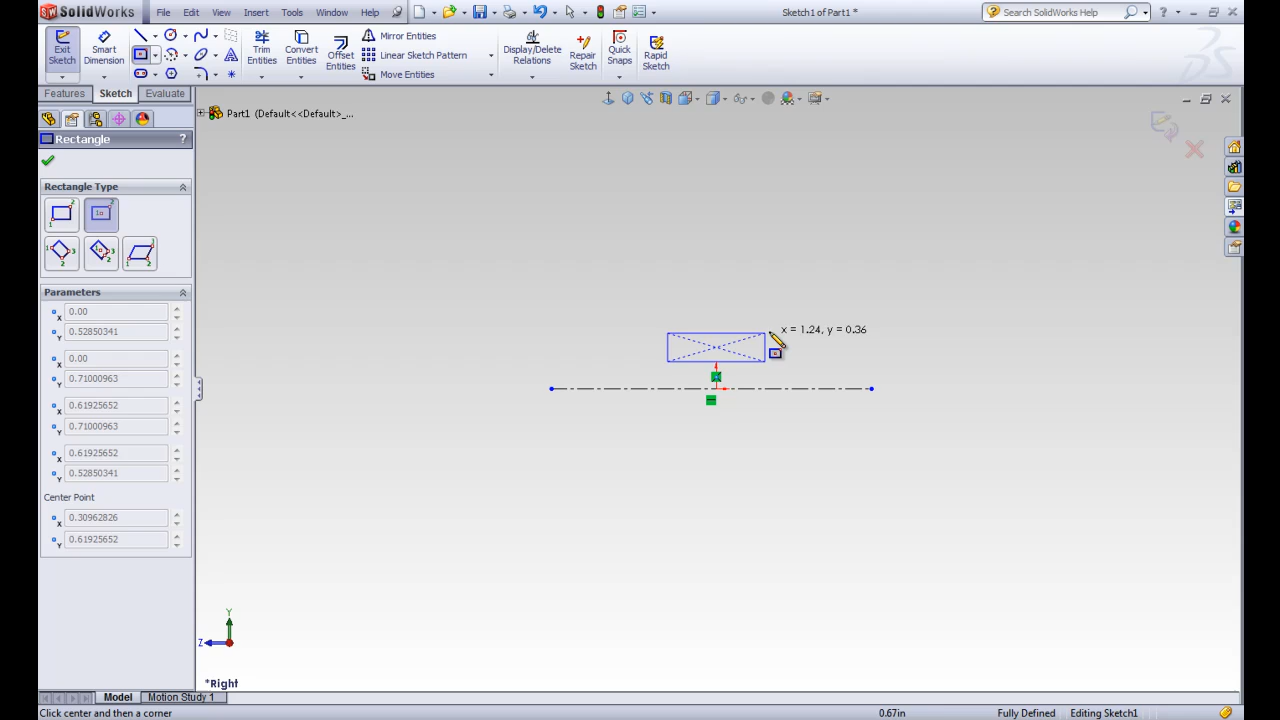 SolidWorks File Edit View Insert Tools Window Help Sketch1 of Part1 * Search SolidWorks Help
Exit Sketch
Smart Dimension
Trim Entities
Convert Entities
Offset Entities
Mirror Entities
Linear Sketch Pattern
Move Entities
Display/Delete Relations
Repair Sketch
Quick Snaps
Rapid Sketch
Features Sketch Evaluate
Part1 (Default<<Default>_...
Rectangle ?
Rectangle Type
Parameters
X 0.00
Y 0.52850341
X 0.00
Y 0.71000963
X 0.61925652
Y 0.71000963
X 0.61925652
Y 0.52850341
Center Point
X 0.30962826
Y 0.61925652
x = 1.24, y = 0.36
Y
Z
*Right
Model Motion Study 1
Click center and then a corner 0.67in Fully Defined Editing Sketch1